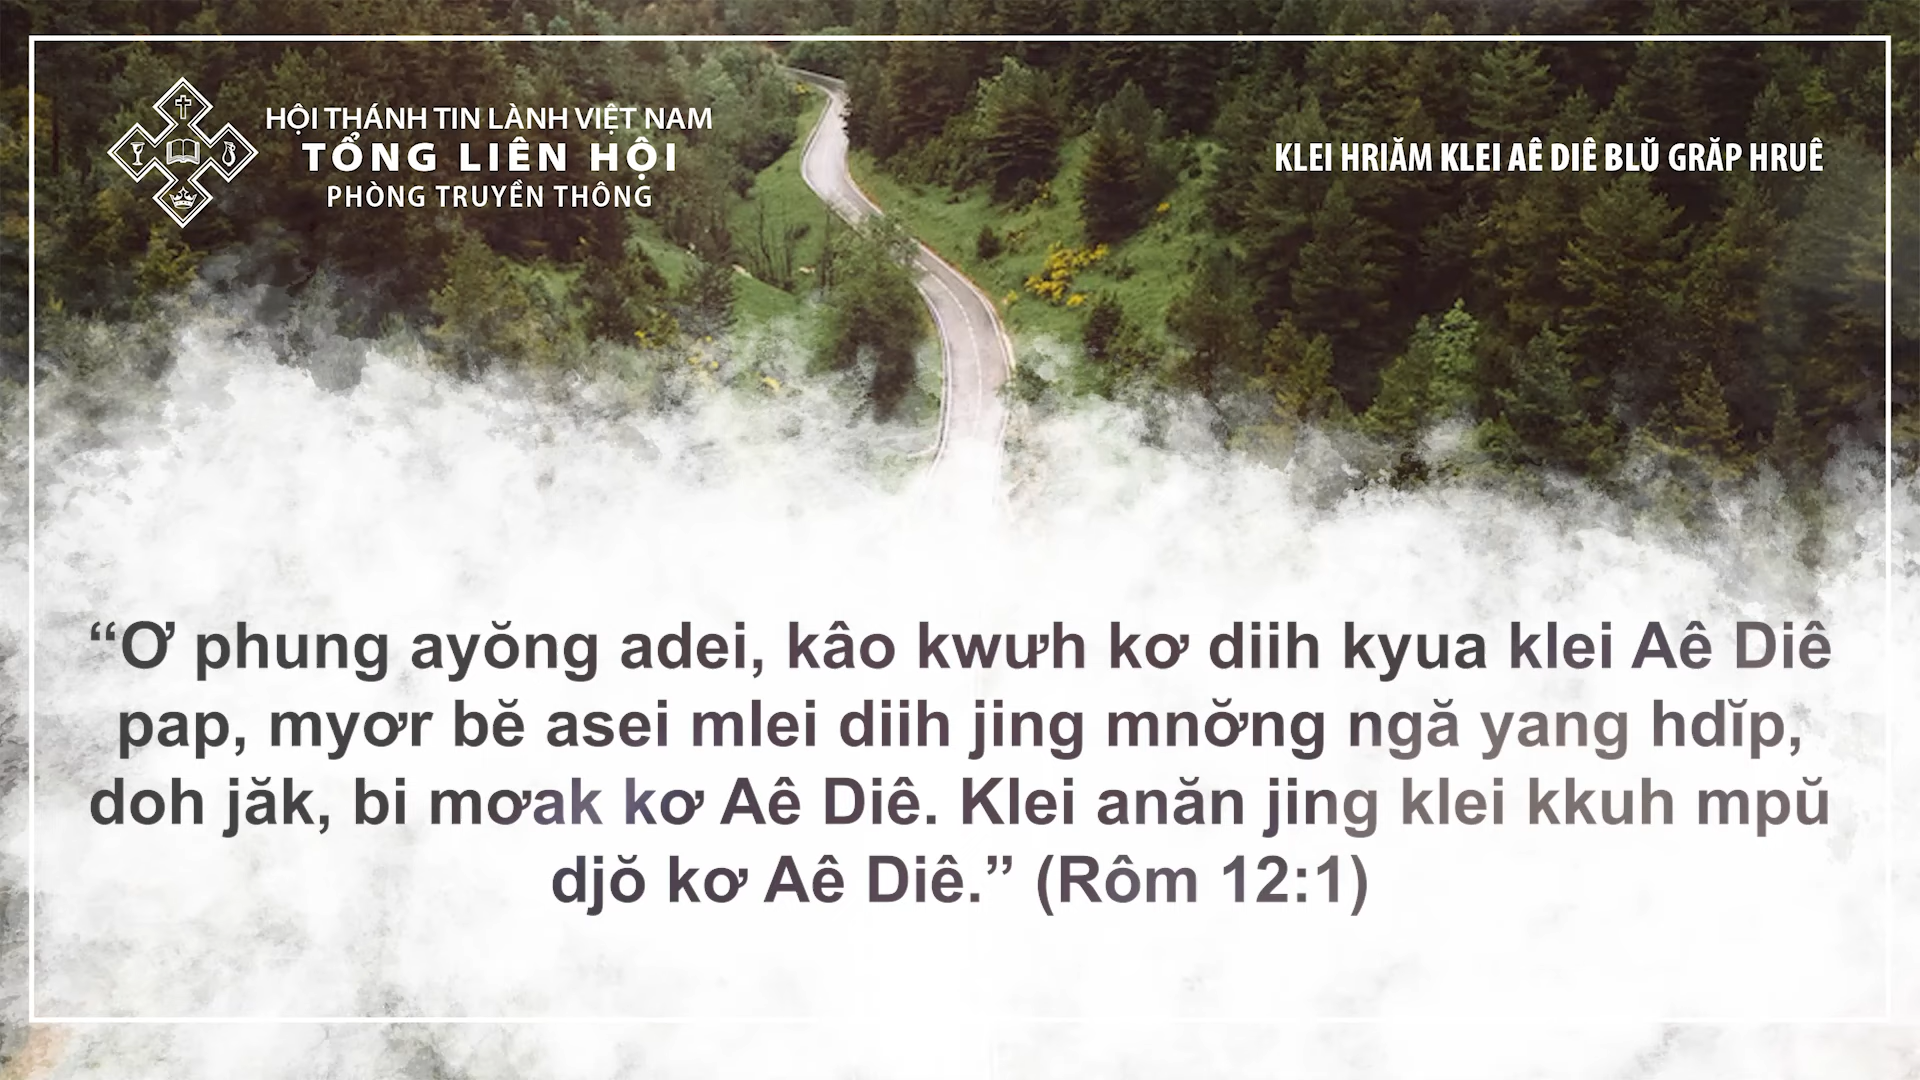 HỘI THÁNH TIN LÀNH VIỆT NAM
TỔNG LIÊN HỘI
PHÒNG TRUYỀN THÔNG
KLEI HRIĂM KLEI AÊ DIÊ BLŬ GRĂP HRUÊ
“Ơ phung ayŏng adei, kâo kwưh kơ diih kyua klei Aê Diê
pap, myơr bĕ asei mlei diih jing mnơ̆ng ngă yang hdĭp,
doh jăk, bi mơak kơ Aê Diê. Klei anăn jing klei kkuh mpŭ
djŏ kơ Aê Diê.” (Rôm 12:1)